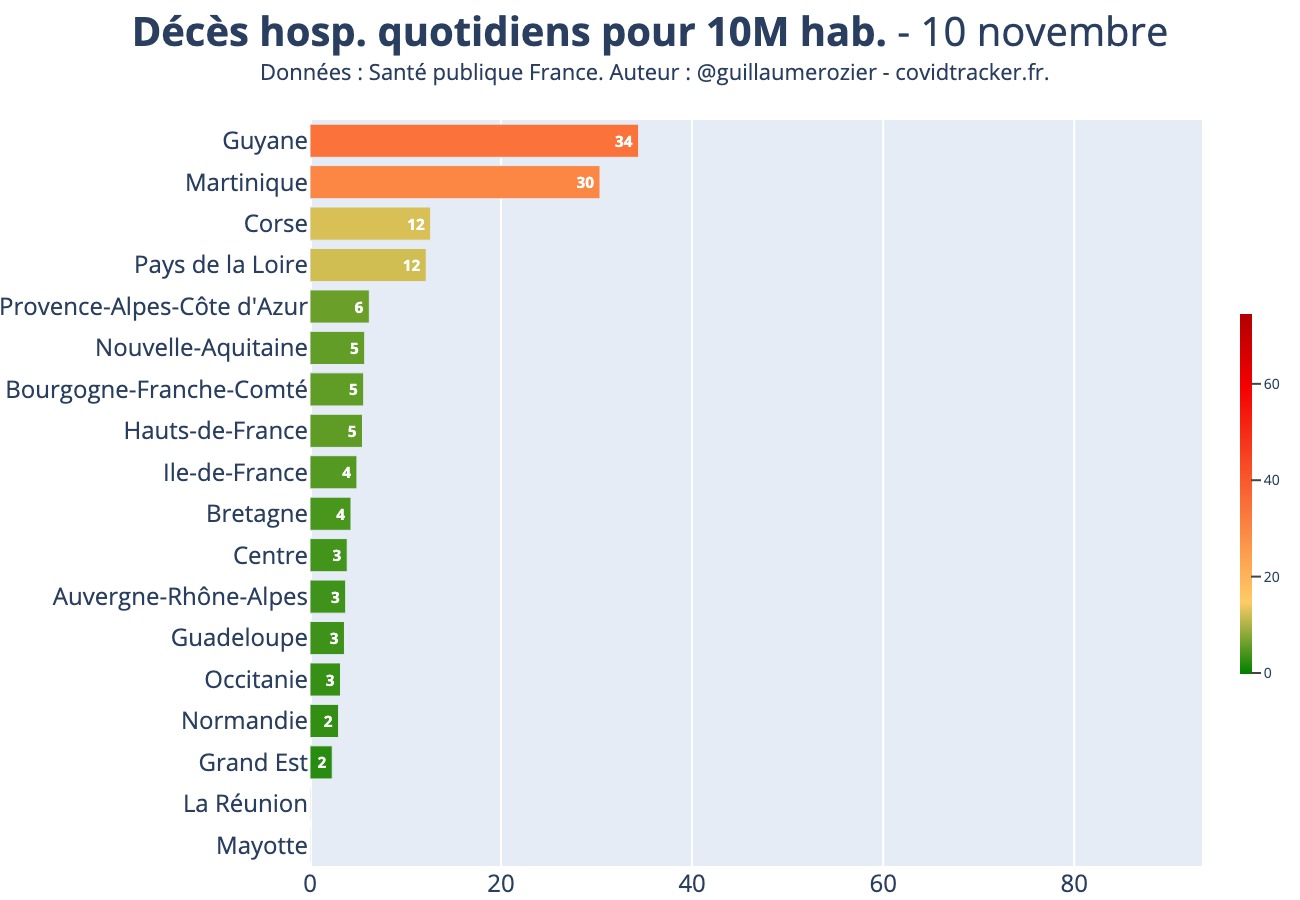 Décès hosp. quotidiens pour 10M hab. - 10 novembre
Données : Santé publique France. Auteur : @guillaumerozier - covidtracker.fr.
Guyane 34
Martinique 30
Corse 12
Pays de la Loire 12
Provence-Alpes-Côte d'Azur 6
Nouvelle-Aquitaine 5
Bourgogne-Franche-Comté 5
Hauts-de-France 5
Ile-de-France 4
Bretagne 4
Centre 3
Auvergne-Rhône-Alpes 3
Guadeloupe 3
Occitanie 3
Normandie 2
Grand Est 2
La Réunion
Mayotte
0 20 40 60 80
60
40
20
0